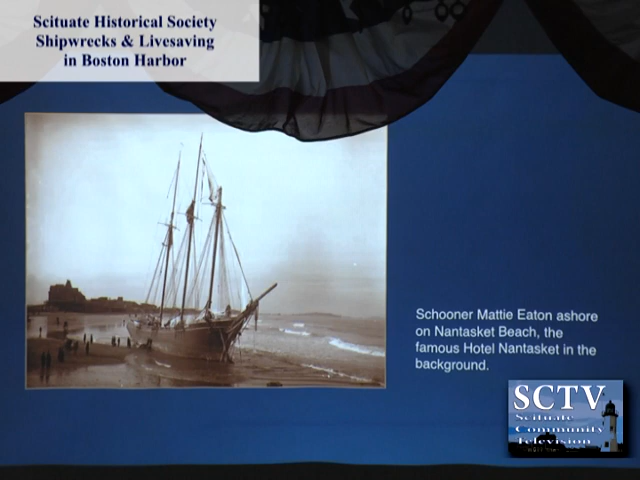 Scituate Historical Society
Shipwrecks & Livesaving
in Boston Harbor
Schooner Mattie Eaton ashore
on Nantasket Beach, the
famous Hotel Nantasket in the
background.
SCTV
Scituate
Community
Television